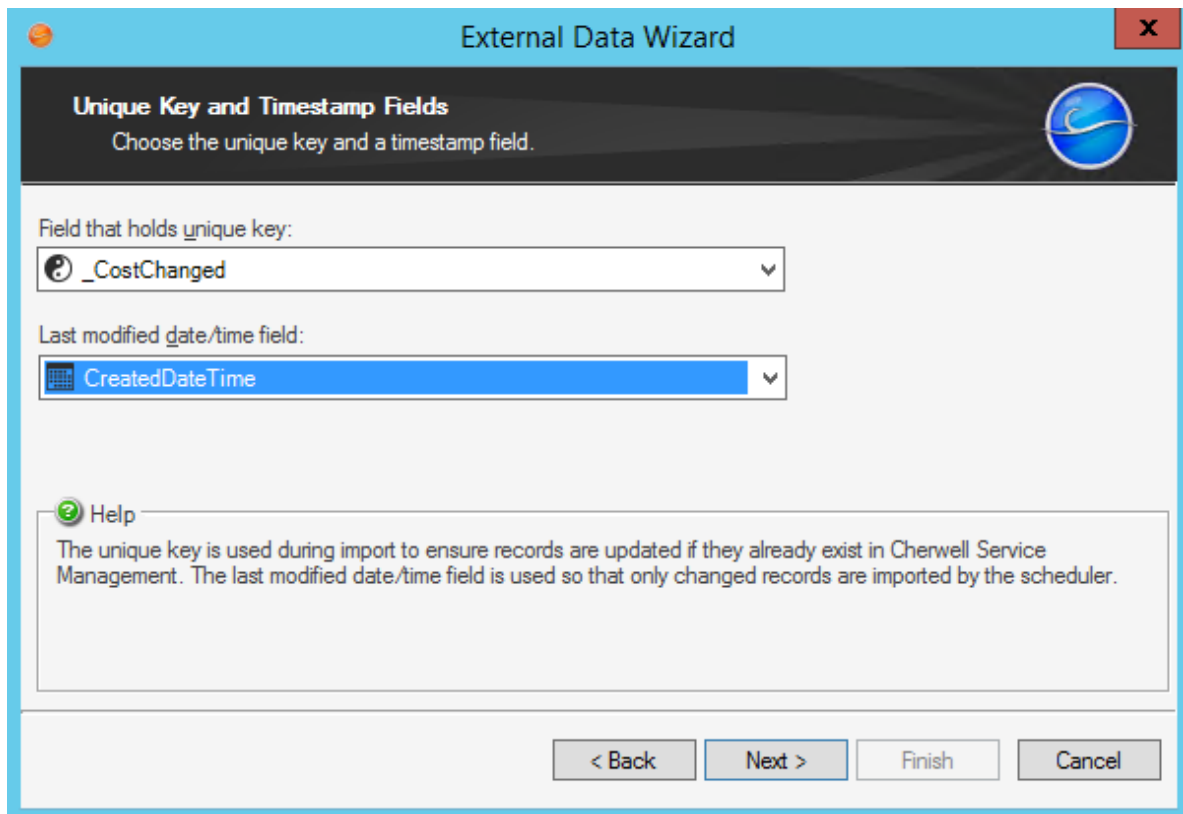 External Data Wizard
x
Unique Key and Timestamp Fields
Choose the unique key and a timestamp field.
Field that holds unique key:
_CostChanged
Last modified date/time field:
CreatedDateTime
Help
The unique key is used during import to ensure records are updated if they already exist in Cherwell Service
Management. The last modified date/time field is used so that only changed records are imported by the scheduler.
< Back Next > Finish Cancel